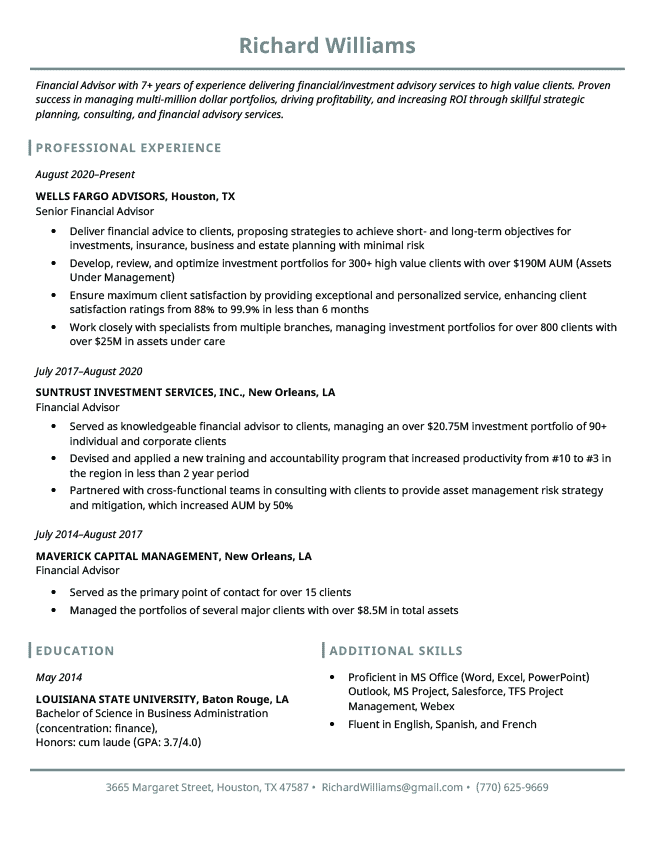 Richard Williams
Financial Advisor with 7+ years of experience delivering financial/investment advisory services to high value clients. Proven
success in managing multi-million dollar portfolios, driving profitability, and increasing ROI through skillful strategic
planning, consulting, and financial advisory services.
PROFESSIONAL EXPERIENCE
August 2020–Present
WELLS FARGO ADVISORS, Houston, TX
Senior Financial Advisor
• Deliver financial advice to clients, proposing strategies to achieve short- and long-term objectives for
investments, insurance, business and estate planning with minimal risk
• Develop, review, and optimize investment portfolios for 300+ high value clients with over $190M AUM (Assets
Under Management)
• Ensure maximum client satisfaction by providing exceptional and personalized service, enhancing client
satisfaction ratings from 88% to 99.9% in less than 6 months
• Work closely with specialists from multiple branches, managing investment portfolios for over 800 clients with
over $25M in assets under care
July 2017–August 2020
SUNTRUST INVESTMENT SERVICES, INC., New Orleans, LA
Financial Advisor
• Served as knowledgeable financial advisor to clients, managing an over $20.75M investment portfolio of 90+
individual and corporate clients
• Devised and applied a new training and accountability program that increased productivity from #10 to #3 in
the region in less than 2 year period
• Partnered with cross-functional teams in consulting with clients to provide asset management risk strategy
and mitigation, which increased AUM by 50%
July 2014–August 2017
MAVERICK CAPITAL MANAGEMENT, New Orleans, LA
Financial Advisor
• Served as the primary point of contact for over 15 clients
• Managed the portfolios of several major clients with over $8.5M in total assets
EDUCATION
May 2014
LOUISIANA STATE UNIVERSITY, Baton Rouge, LA
Bachelor of Science in Business Administration
(concentration: finance),
Honors: cum laude (GPA: 3.7/4.0)
ADDITIONAL SKILLS
• Proficient in MS Office (Word, Excel, PowerPoint)
Outlook, MS Project, Salesforce, TFS Project
Management, Webex
• Fluent in English, Spanish, and French
3665 Margaret Street, Houston, TX 47587 • RichardWilliams@gmail.com • (770) 625-9669